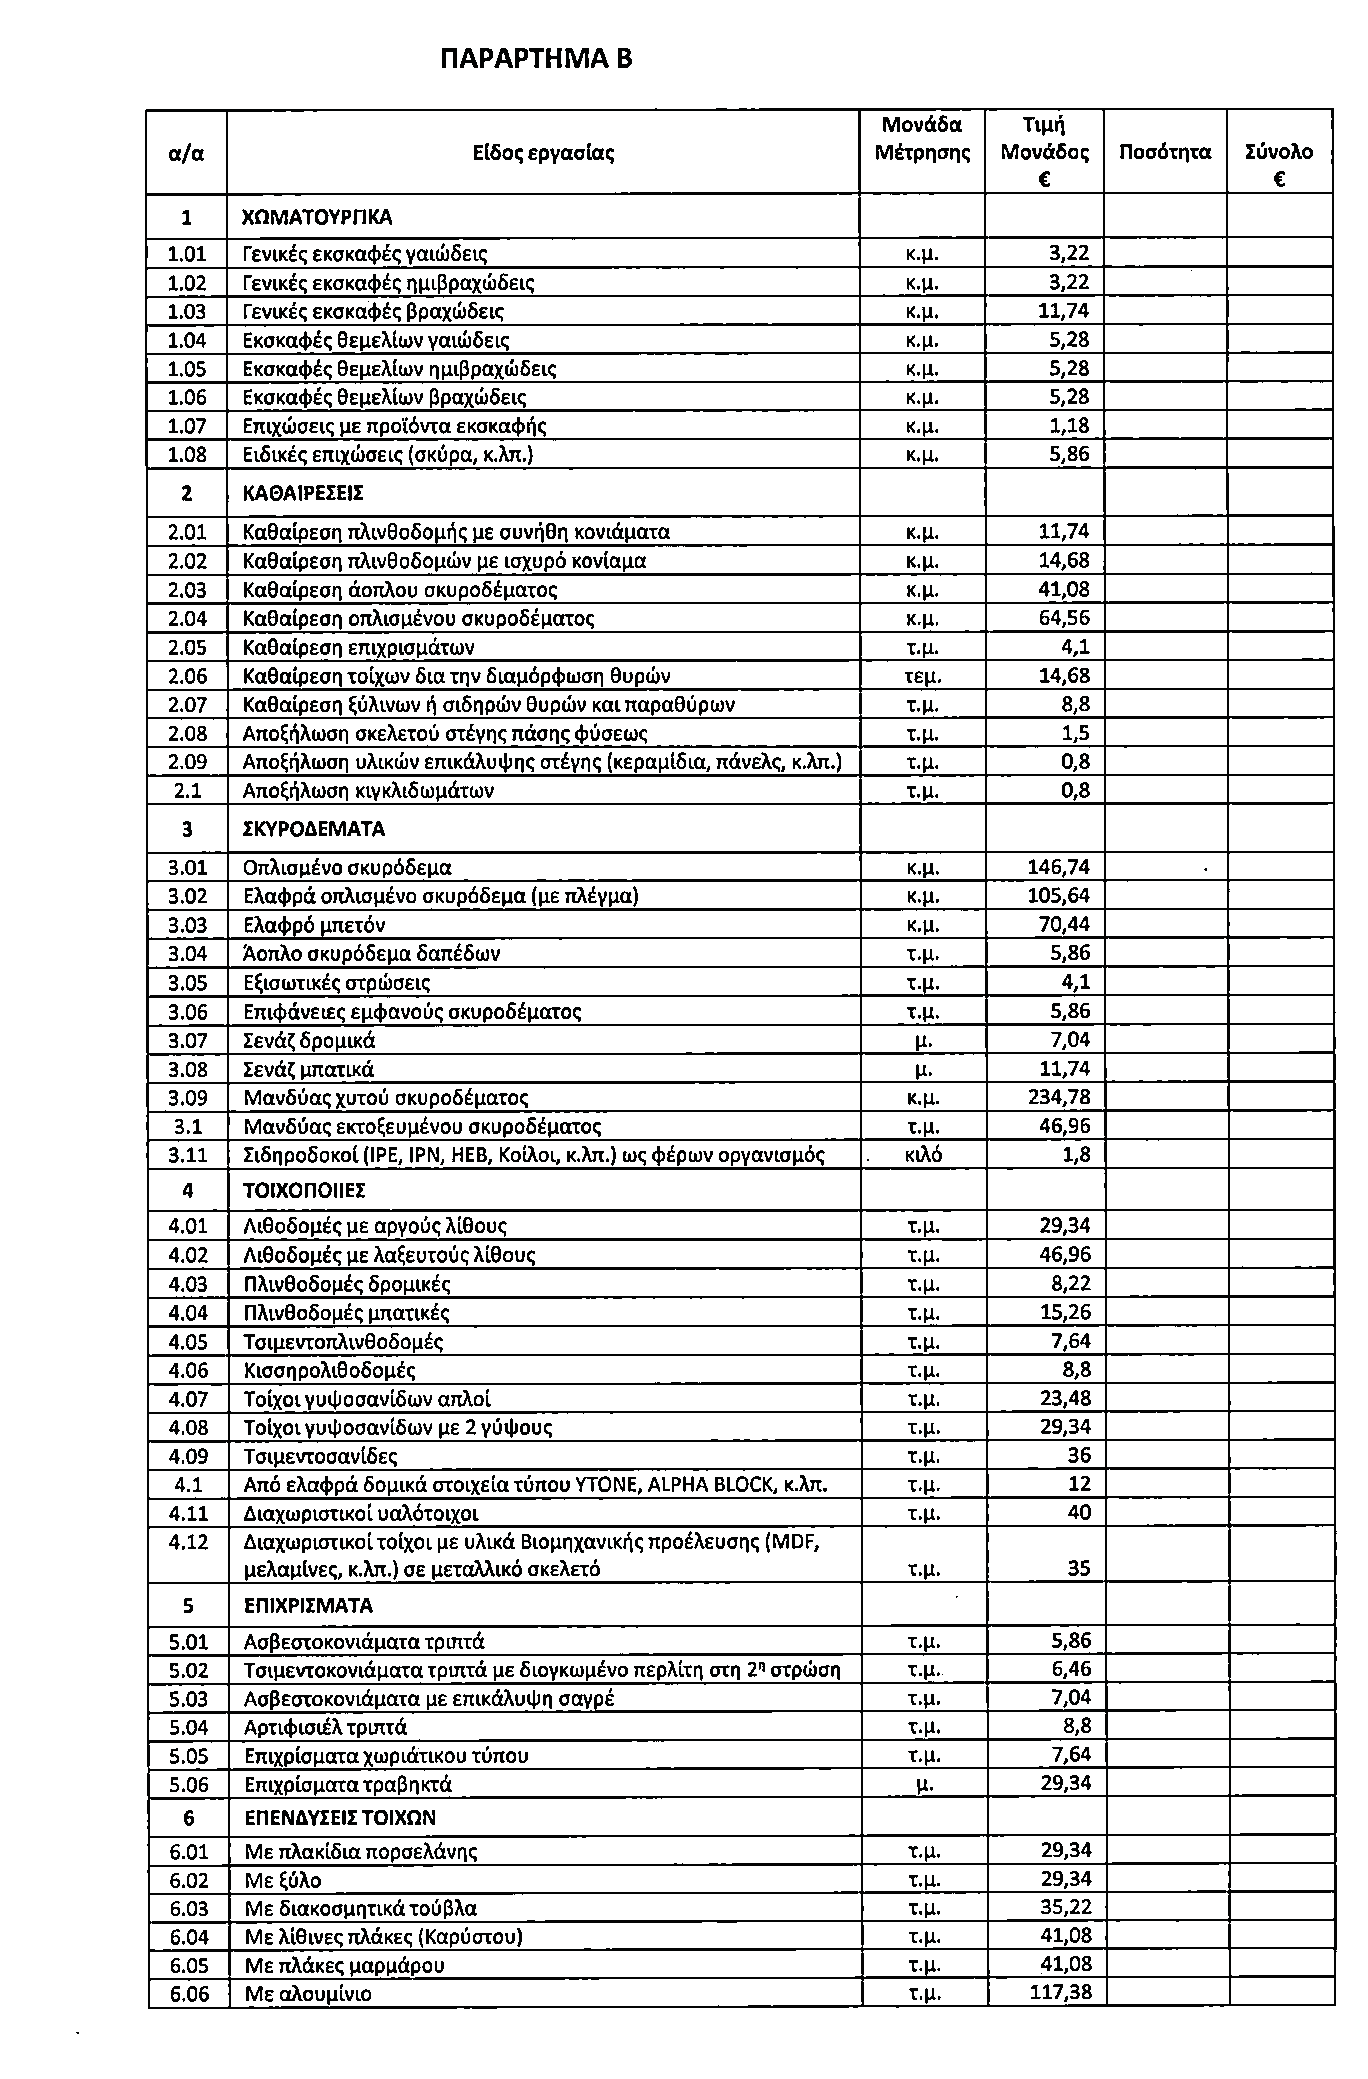 ΠΑΡΑΡΤΗΜΑ Β
α/α Είδος εργασίας Μονάδα Μέτρησης Τιμή Μονάδος € Ποσότητα Σύνολο €
1 ΧΩΜΑΤΟΥΡΓΙΚΑ
1.01 Γενικές εκσκαφές γαιώδεις κ.μ. 3,22
1.02 Γενικές εκσκαφές ημιβραχώδεις κ.μ. 3,22
1.03 Γενικές εκσκαφές βραχώδεις κ.μ. 11,74
1.04 Εκσκαφές θεμελίων γαιώδεις κ.μ. 5,28
1.05 Εκσκαφές θεμελίων ημιβραχώδεις κ.μ. 5,28
1.06 Εκσκαφές θεμελίων βραχώδεις κ.μ. 5,28
1.07 Επιχώσεις με προϊόντα εκσκαφής κ.μ. 1,18
1.08 Ειδικές επιχώσεις (σκύρα, κ.λπ.) κ.μ. 5,86
2 ΚΑΘΑΙΡΕΣΕΙΣ
2.01 Καθαίρεση πλινθοδομής με συνήθη κονιάματα κ.μ. 11,74
2.02 Καθαίρεση πλινθοδομών με ισχυρό κονίαμα κ.μ. 14,68
2.03 Καθαίρεση άοπλου σκυροδέματος κ.μ. 41,08
2.04 Καθαίρεση οπλισμένου σκυροδέματος κ.μ. 64,56
2.05 Καθαίρεση επιχρισμάτων τ.μ. 4,1
2.06 Καθαίρεση τοίχων δια την διαμόρφωση θυρών τεμ. 14,68
2.07 Καθαίρεση ξύλινων ή σιδηρών θυρών και παραθύρων τ.μ. 8,8
2.08 Αποξήλωση σκελετού στέγης πάσης φύσεως τ.μ. 1,5
2.09 Αποξήλωση υλικών επικάλυψης στέγης (κεραμίδια, πάνελς, κ.λπ.) τ.μ. 0,8
2.1 Αποξήλωση κιγκλιδωμάτων τ.μ. 0,8
3 ΣΚΥΡΟΔΕΜΑΤΑ
3.01 Οπλισμένο σκυρόδεμα κ.μ. 146,74
3.02 Ελαφρά οπλισμένο σκυρόδεμα (με πλέγμα) κ.μ. 105,64
3.03 Ελαφρό μπετόν κ.μ. 70,44
3.04 Άοπλο σκυρόδεμα δαπέδων τ.μ. 5,86
3.05 Εξισωτικές στρώσεις τ.μ. 4,1
3.06 Επιφάνειες εμφανούς σκυροδέματος τ.μ. 5,86
3.07 Σενάζ δρομικά μ. 7,04
3.08 Σενάζ μπατικά μ. 11,74
3.09 Μανδύας χυτού σκυροδέματος κ.μ. 234,78
3.1 Μανδύας εκτοξευμένου σκυροδέματος τ.μ. 46,96
3.11 Σιδηροδοκοί (IPE, IPN, HEB, Κοίλοι, κ.λπ.) ως φέρων οργανισμός κιλό 1,8
4 ΤΟΙΧΟΠΟΙΙΕΣ
4.01 Λιθοδομές με αργούς λίθους τ.μ. 29,34
4.02 Λιθοδομές με λαξευτούς λίθους τ.μ. 46,96
4.03 Πλινθοδομές δρομικές τ.μ. 8,22
4.04 Πλινθοδομές μπατικές τ.μ. 15,26
4.05 Τσιμεντοπλινθοδομές τ.μ. 7,64
4.06 Κισσηρολιθοδομές τ.μ. 8,8
4.07 Τοίχοι γυψοσανίδων απλοί τ.μ. 23,48
4.08 Τοίχοι γυψοσανίδων με 2 γύψους τ.μ. 29,34
4.09 Τσιμεντοσανίδες τ.μ. 36
4.1 Από ελαφρά δομικά στοιχεία τύπου YTONE, ALPHA BLOCK, κ.λπ. τ.μ. 12
4.11 Διαχωριστικοί υαλότοιχοι τ.μ. 40
4.12 Διαχωριστικοί τοίχοι με υλικά Βιομηχανικής προέλευσης (MDF,
μελαμίνες, κ.λπ.) σε μεταλλικό σκελετό τ.μ. 35
5 ΕΠΙΧΡΙΣΜΑΤΑ
5.01 Ασβεστοκονιάματα τριπτά τ.μ. 5,86
5.02 Τσιμεντοκονιάματα τριπτά με διογκωμένο περλίτη στη 2η στρώση τ.μ. 6,46
5.03 Ασβεστοκονιάματα με επικάλυψη σαγρέ τ.μ. 7,04
5.04 Αρτιφισιέλ τριπτά τ.μ. 8,8
5.05 Επιχρίσματα χωριάτικου τύπου τ.μ. 7,64
5.06 Επιχρίσματα τραβηκτά μ. 29,34
6 ΕΠΕΝΔΥΣΕΙΣ ΤΟΙΧΩΝ
6.01 Με πλακίδια πορσελάνης τ.μ. 29,34
6.02 Με ξύλο τ.μ. 29,34
6.03 Με διακοσμητικά τούβλα τ.μ. 35,22
6.04 Με λίθινες πλάκες (Καρύστου) τ.μ. 41,08
6.05 Με πλάκες μαρμάρου τ.μ. 41,08
6.06 Με αλουμίνιο τ.μ. 117,38